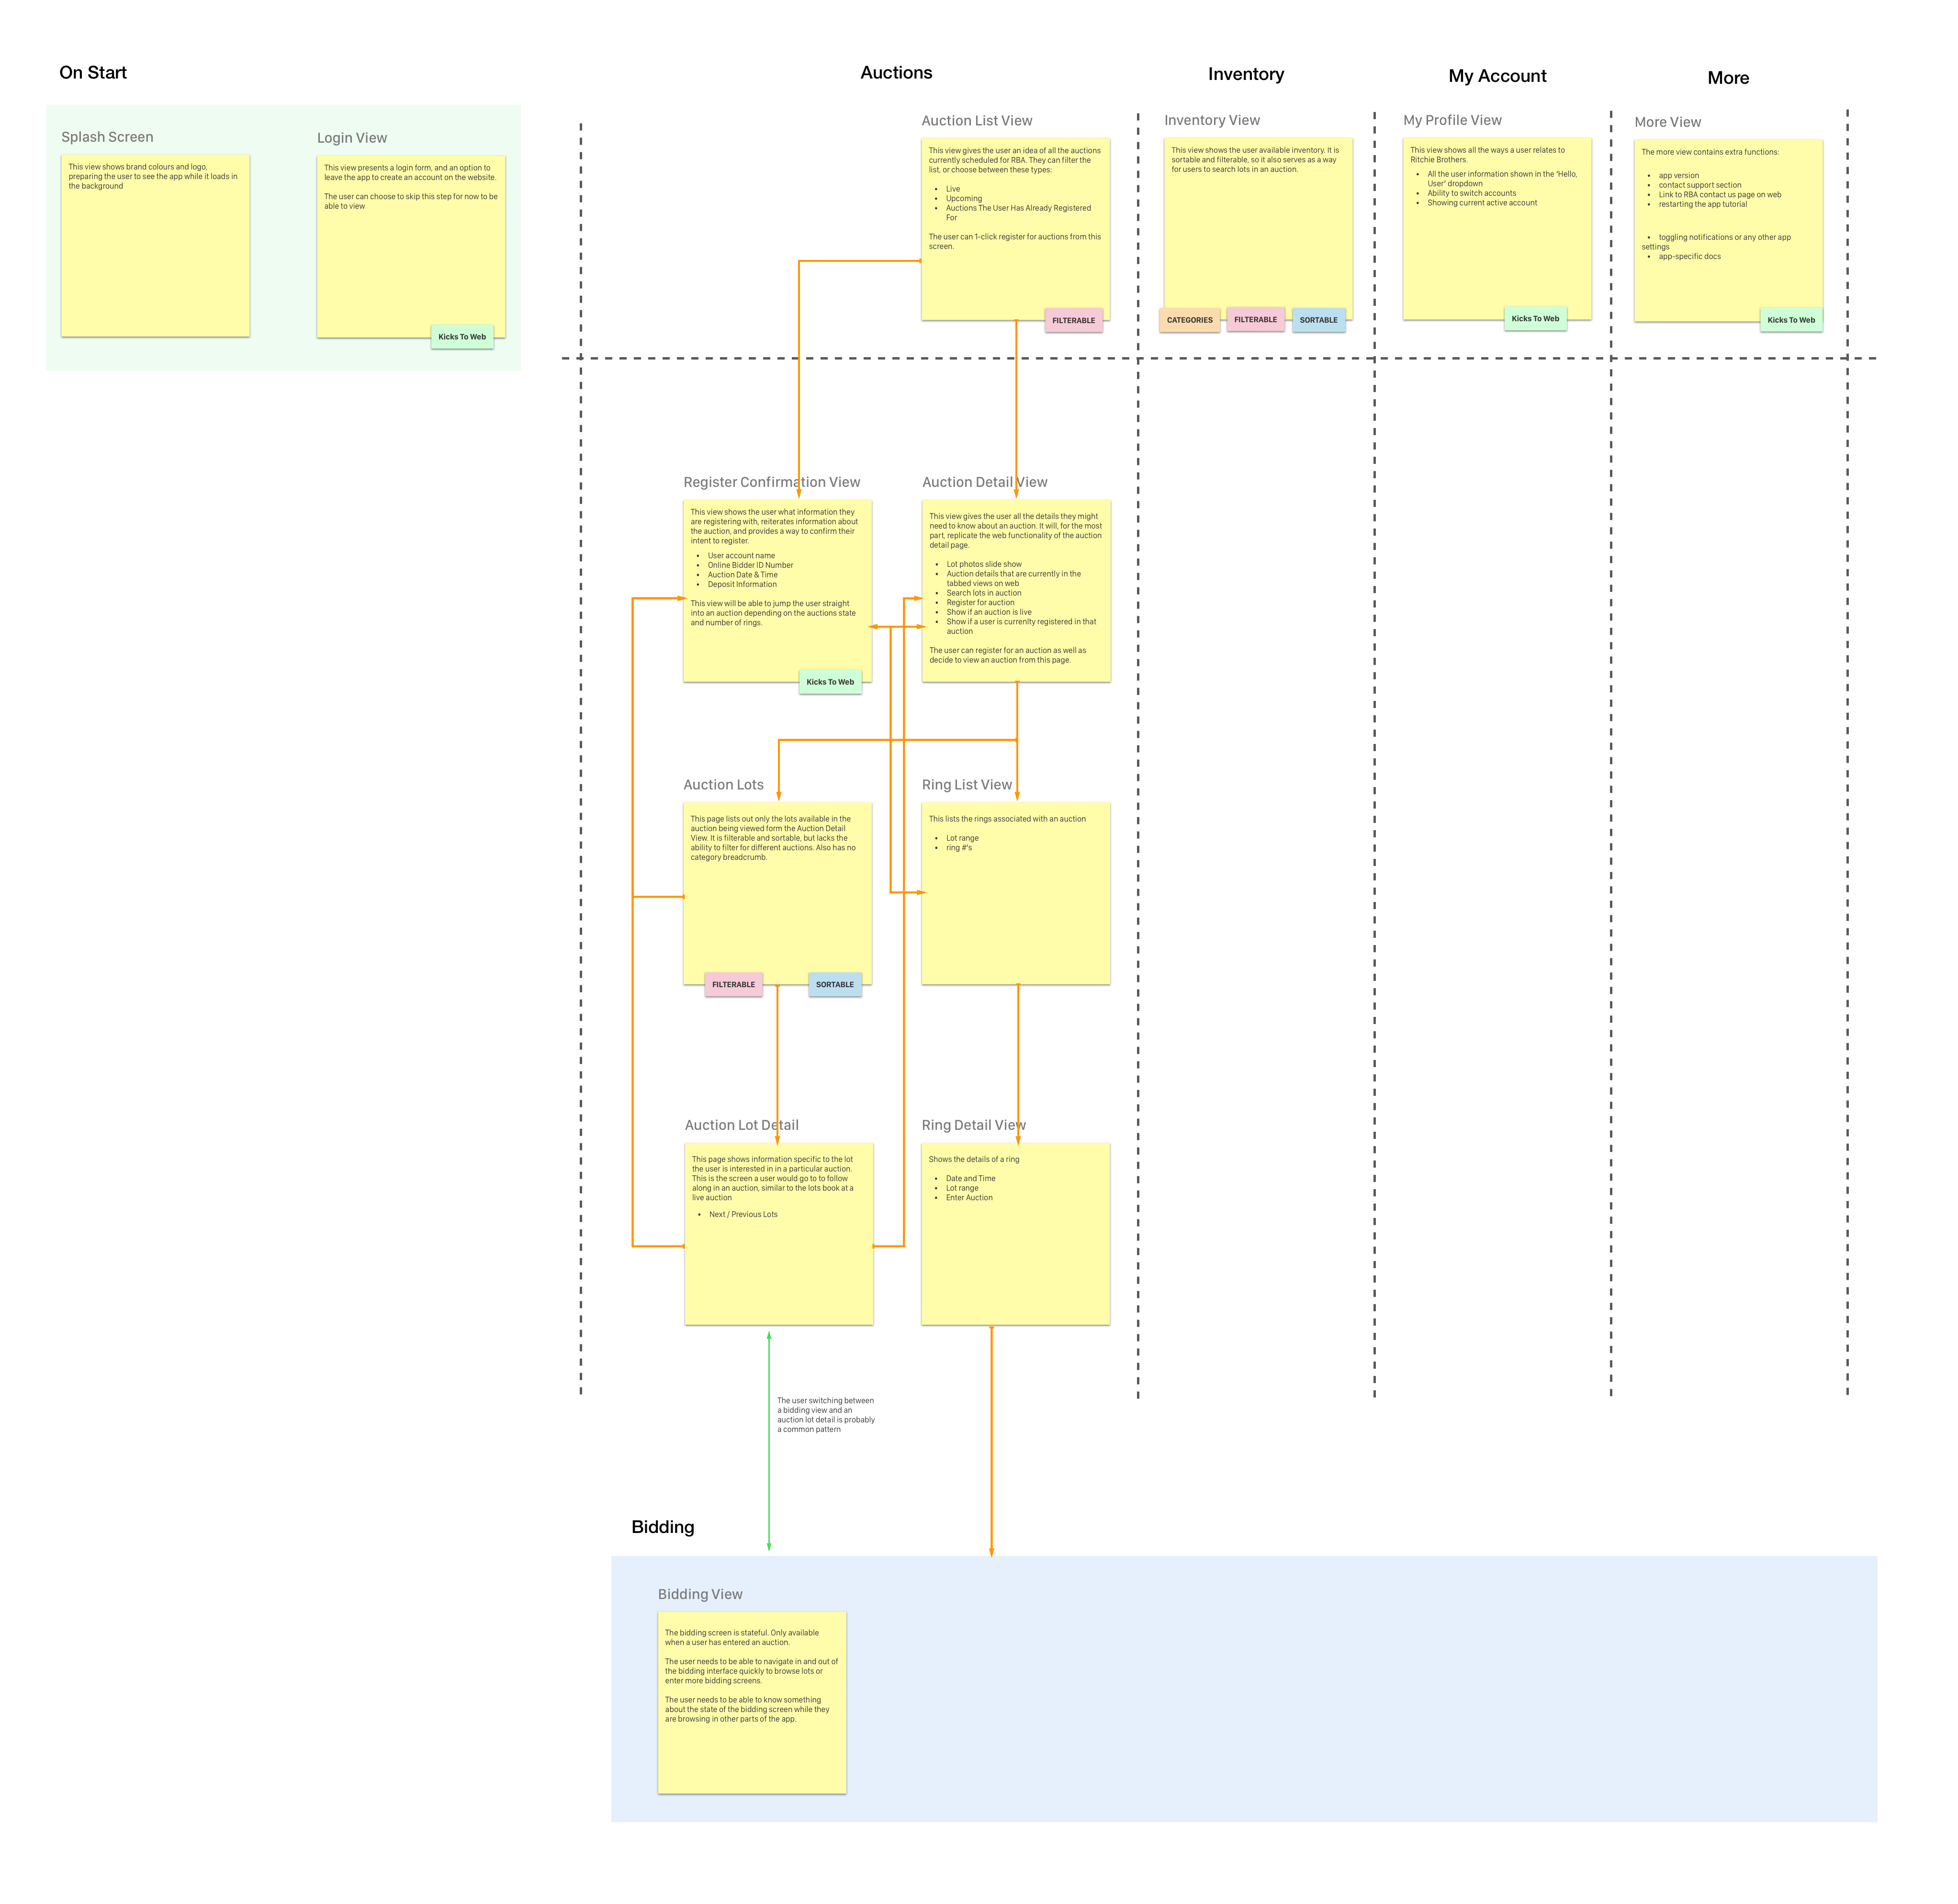 On Start
Auctions
Inventory
My Account
More
Splash Screen
This view shows brand colours and logo,
preparing the user to see the app while it loads in
the background
Login View
This view presents a login form, and an option to
leave the app to create an account on the website.
The user can choose to skip this step for now to be
able to view
Kicks To Web
Auction List View
This view gives the user an idea of all the auctions
currently scheduled for RBA. They can filter the
list, or choose between these types:
• Live
• Upcoming
• Auctions The User Has Already Registered
For
The user can 1-click register for auctions from this
screen.
FILTERABLE
Inventory View
This view shows the user available inventory. It is
sortable and filterable, so it also serves as a way
for users to search lots in an auction.
CATEGORIES
FILTERABLE
SORTABLE
My Profile View
This view shows all the ways a user relates to
Ritchie Brothers.
• All the user information shown in the ‘Hello,
User’ dropdown
• Ability to switch accounts
• Showing current active account
Kicks To Web
More View
The more view contains extra functions:
• app version
• contact support section
• Link to RBA contact us page on web
• restarting the app tutorial
• toggling notifications or any other app
settings
• app-specific docs
Kicks To Web
Register Confirmation View
This view shows the user what information they
are registering with, reiterates information about
the auction, and provides a way to confirm their
intent to register.
• User account name
• Online Bidder ID Number
• Auction Date & Time
• Deposit Information
This view will be able to jump the user straight
into an auction depending on the auctions state
and number of rings.
Kicks To Web
Auction Detail View
This view gives the user all the details they might
need to know about an auction. It will, for the most
part, replicate the web functionality of the auction
detail page.
• Lot photos slide show
• Auction details that are currently in the
tabbed views on web
• Search lots in auction
• Register for auction
• Show if an auction is live
• Show if a user is currenlty registered in that
auction
The user can register for an auction as well as
decide to view an auction from this page.
Auction Lots
This page lists out only the lots available in the
auction being viewed form the Auction Detail
View. It is filterable and sortable, but lacks the
ability to filter for different auctions. Also has no
category breadcrumb.
FILTERABLE
SORTABLE
Ring List View
This lists the rings associated with an auction
• Lot range
• ring #'s
Auction Lot Detail
This page shows information specific to the lot
the user is interested in in a particular auction.
This is the screen a user would go to to follow
along in an auction, similar to the lots book at a
live auction
• Next / Previous Lots
Ring Detail View
Shows the details of a ring
• Date and Time
• Lot range
• Enter Auction
The user switching between
a bidding view and an
auction lot detail is probably
a common pattern
Bidding
Bidding View
The bidding screen is stateful. Only available
when a user has entered an auction.
The user needs to be able to navigate in and out of
the bidding interface quickly to browse lots or
enter more bidding screens.
The user needs to be able to know something
about the state of the bidding screen while they
are browsing in other parts of the app.